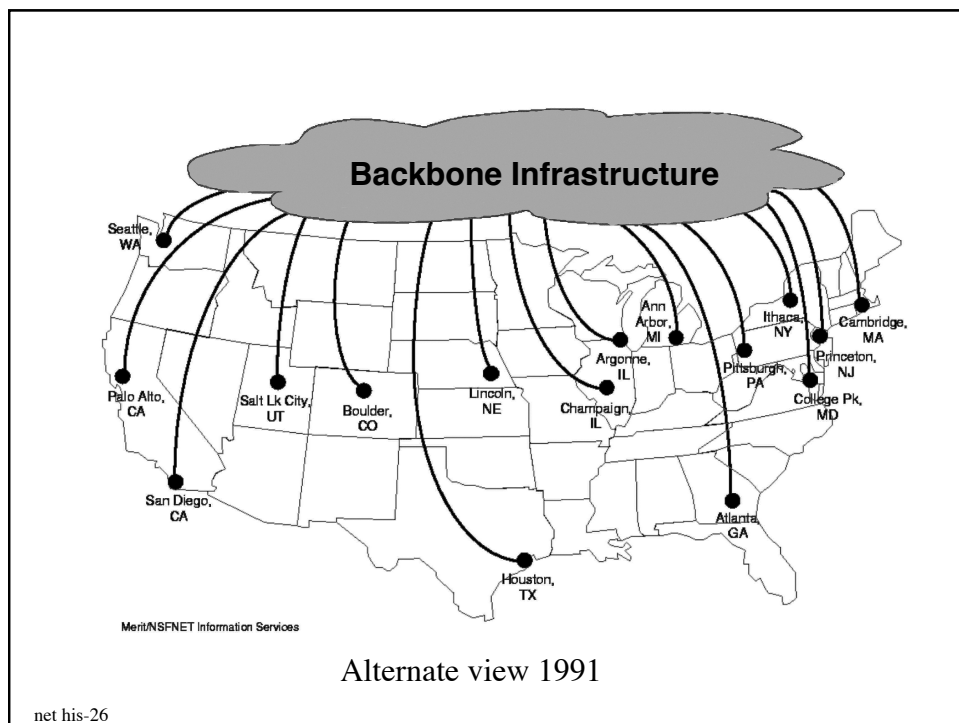 Backbone Infrastructure
Seattle,
WA
Palo Alto,
CA
San Diego,
CA
Salt Lk City,
UT
Boulder,
CO
Lincoln,
NE
Houston,
TX
Champaign,
IL
Argonne,
IL
Ann
Arbor,
MI
Pittsburgh,
PA
Atlanta,
GA
Ithaca,
NY
Cambridge,
MA
Princeton,
NJ
College Pk,
MD
Merit/NSFNET Information Services
Alternate view 1991
net his-26